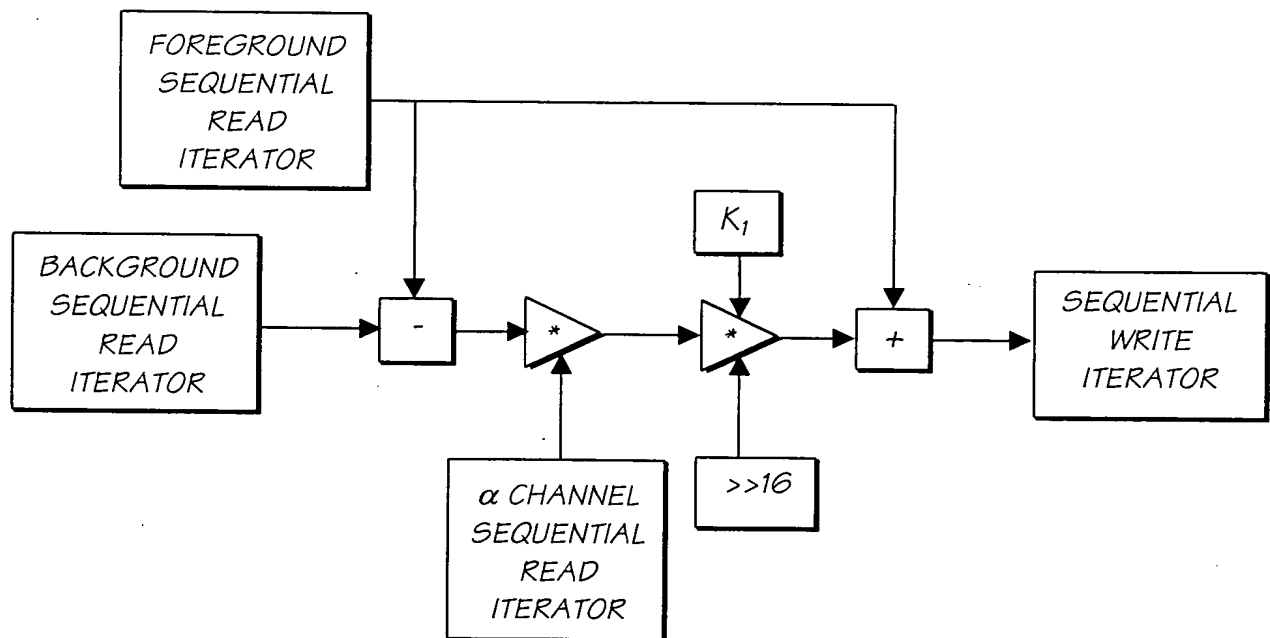 FOREGROUND
SEQUENTIAL
READ
ITERATOR
K₁
BACKGROUND
SEQUENTIAL
READ
ITERATOR
-
*
*
+
SEQUENTIAL
WRITE
ITERATOR
α CHANNEL
SEQUENTIAL
READ
ITERATOR
>>16